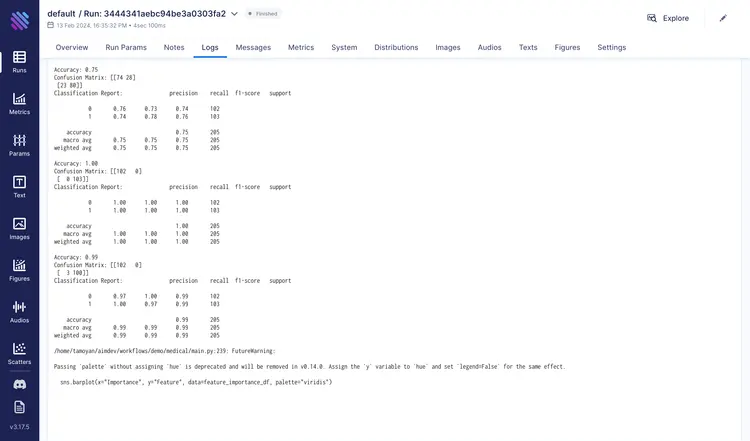 default / Run: 3444341aebc94be3a0303fa2
Finished
13 Feb 2024, 16:35:32 PM • 4sec 100ms
Explore
Overview Run Params Notes Logs Messages Metrics System Distributions Images Audios Texts Figures Settings
Runs
Metrics
Params
Text
Images
Figures
Audios
Scatters
v3.17.5
Accuracy: 0.75
Confusion Matrix: [[74 28]
[23 80]]
Classification Report: precision recall f1-score support
0 0.76 0.73 0.74 102
1 0.74 0.78 0.76 103
accuracy 0.75 205
macro avg 0.75 0.75 0.75 205
weighted avg 0.75 0.75 0.75 205
Accuracy: 1.00
Confusion Matrix: [[102 0]
[ 0 103]]
Classification Report: precision recall f1-score support
0 1.00 1.00 1.00 102
1 1.00 1.00 1.00 103
accuracy 1.00 205
macro avg 1.00 1.00 1.00 205
weighted avg 1.00 1.00 1.00 205
Accuracy: 0.99
Confusion Matrix: [[102 0]
[ 3 100]]
Classification Report: precision recall f1-score support
0 0.97 1.00 0.99 102
1 1.00 0.97 0.99 103
accuracy 0.99 205
macro avg 0.99 0.99 0.99 205
weighted avg 0.99 0.99 0.99 205
/home/tamoyan/aimdev/workflows/demo/medical/main.py:239: FutureWarning:
Passing `palette` without assigning `hue` is deprecated and will be removed in v0.14.0. Assign the `y` variable to `hue` and set `legend=False` for the same effect.
sns.barplot(x="Importance", y="Feature", data=feature_importance_df, palette="viridis")